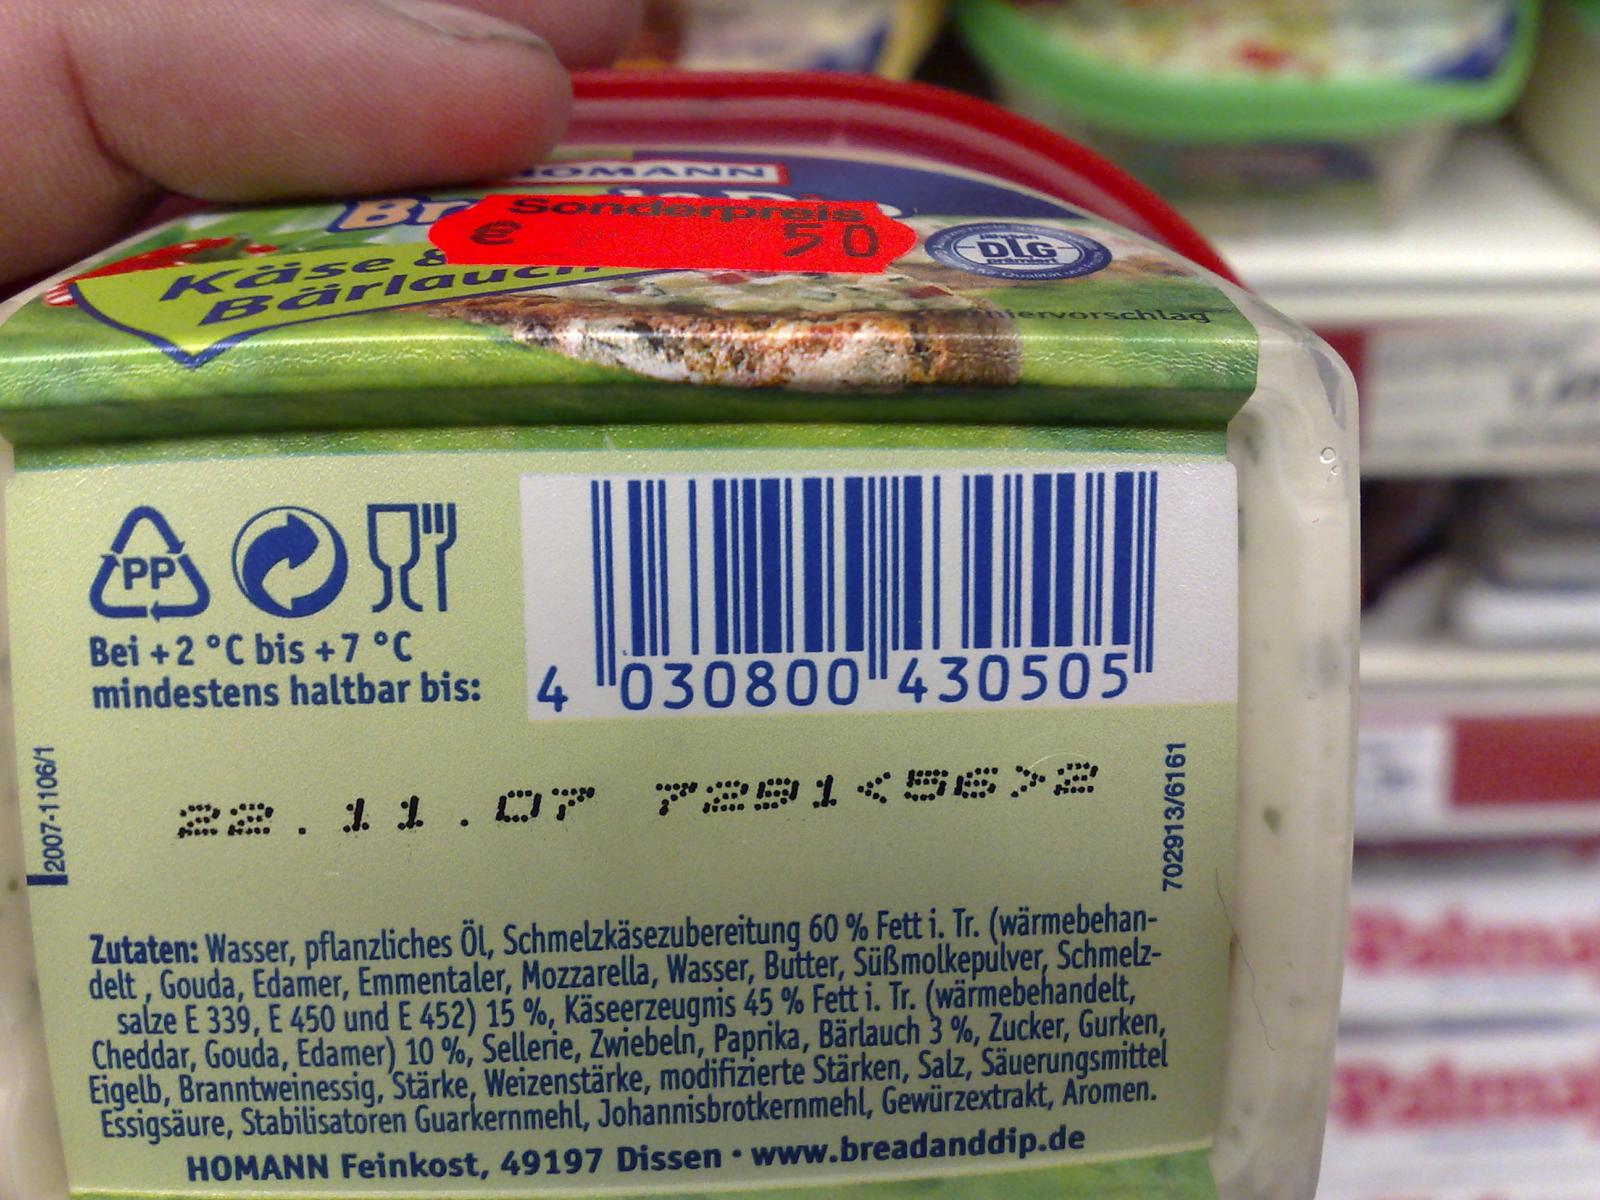 HOMANN
Sonderpreis
€ 50
Käse &
Bärlauch
DLG
PP
Bei +2 °C bis +7 °C
mindestens haltbar bis:
4 030800 430505
22.11.07 7291<56>2
2007-1106/1
702913/6161
Zutaten: Wasser, pflanzliches Öl, Schmelzkäsezubereitung 60 % Fett i. Tr. (wärmebehan-
delt , Gouda, Edamer, Emmentaler, Mozzarella, Wasser, Butter, Süßmolkepulver, Schmelz-
salze E 339, E 450 und E 452) 15 %, Käseerzeugnis 45 % Fett i. Tr. (wärmebehandelt,
Cheddar, Gouda, Edamer) 10 %, Sellerie, Zwiebeln, Paprika, Bärlauch 3 %, Zucker, Gurken,
Eigelb, Branntweinessig, Stärke, Weizenstärke, modifizierte Stärken, Salz, Säuerungsmittel
Essigsäure, Stabilisatoren Guarkernmehl, Johannisbrotkernmehl, Gewürzextrakt, Aromen.
HOMANN Feinkost, 49197 Dissen · www.breadanddip.de